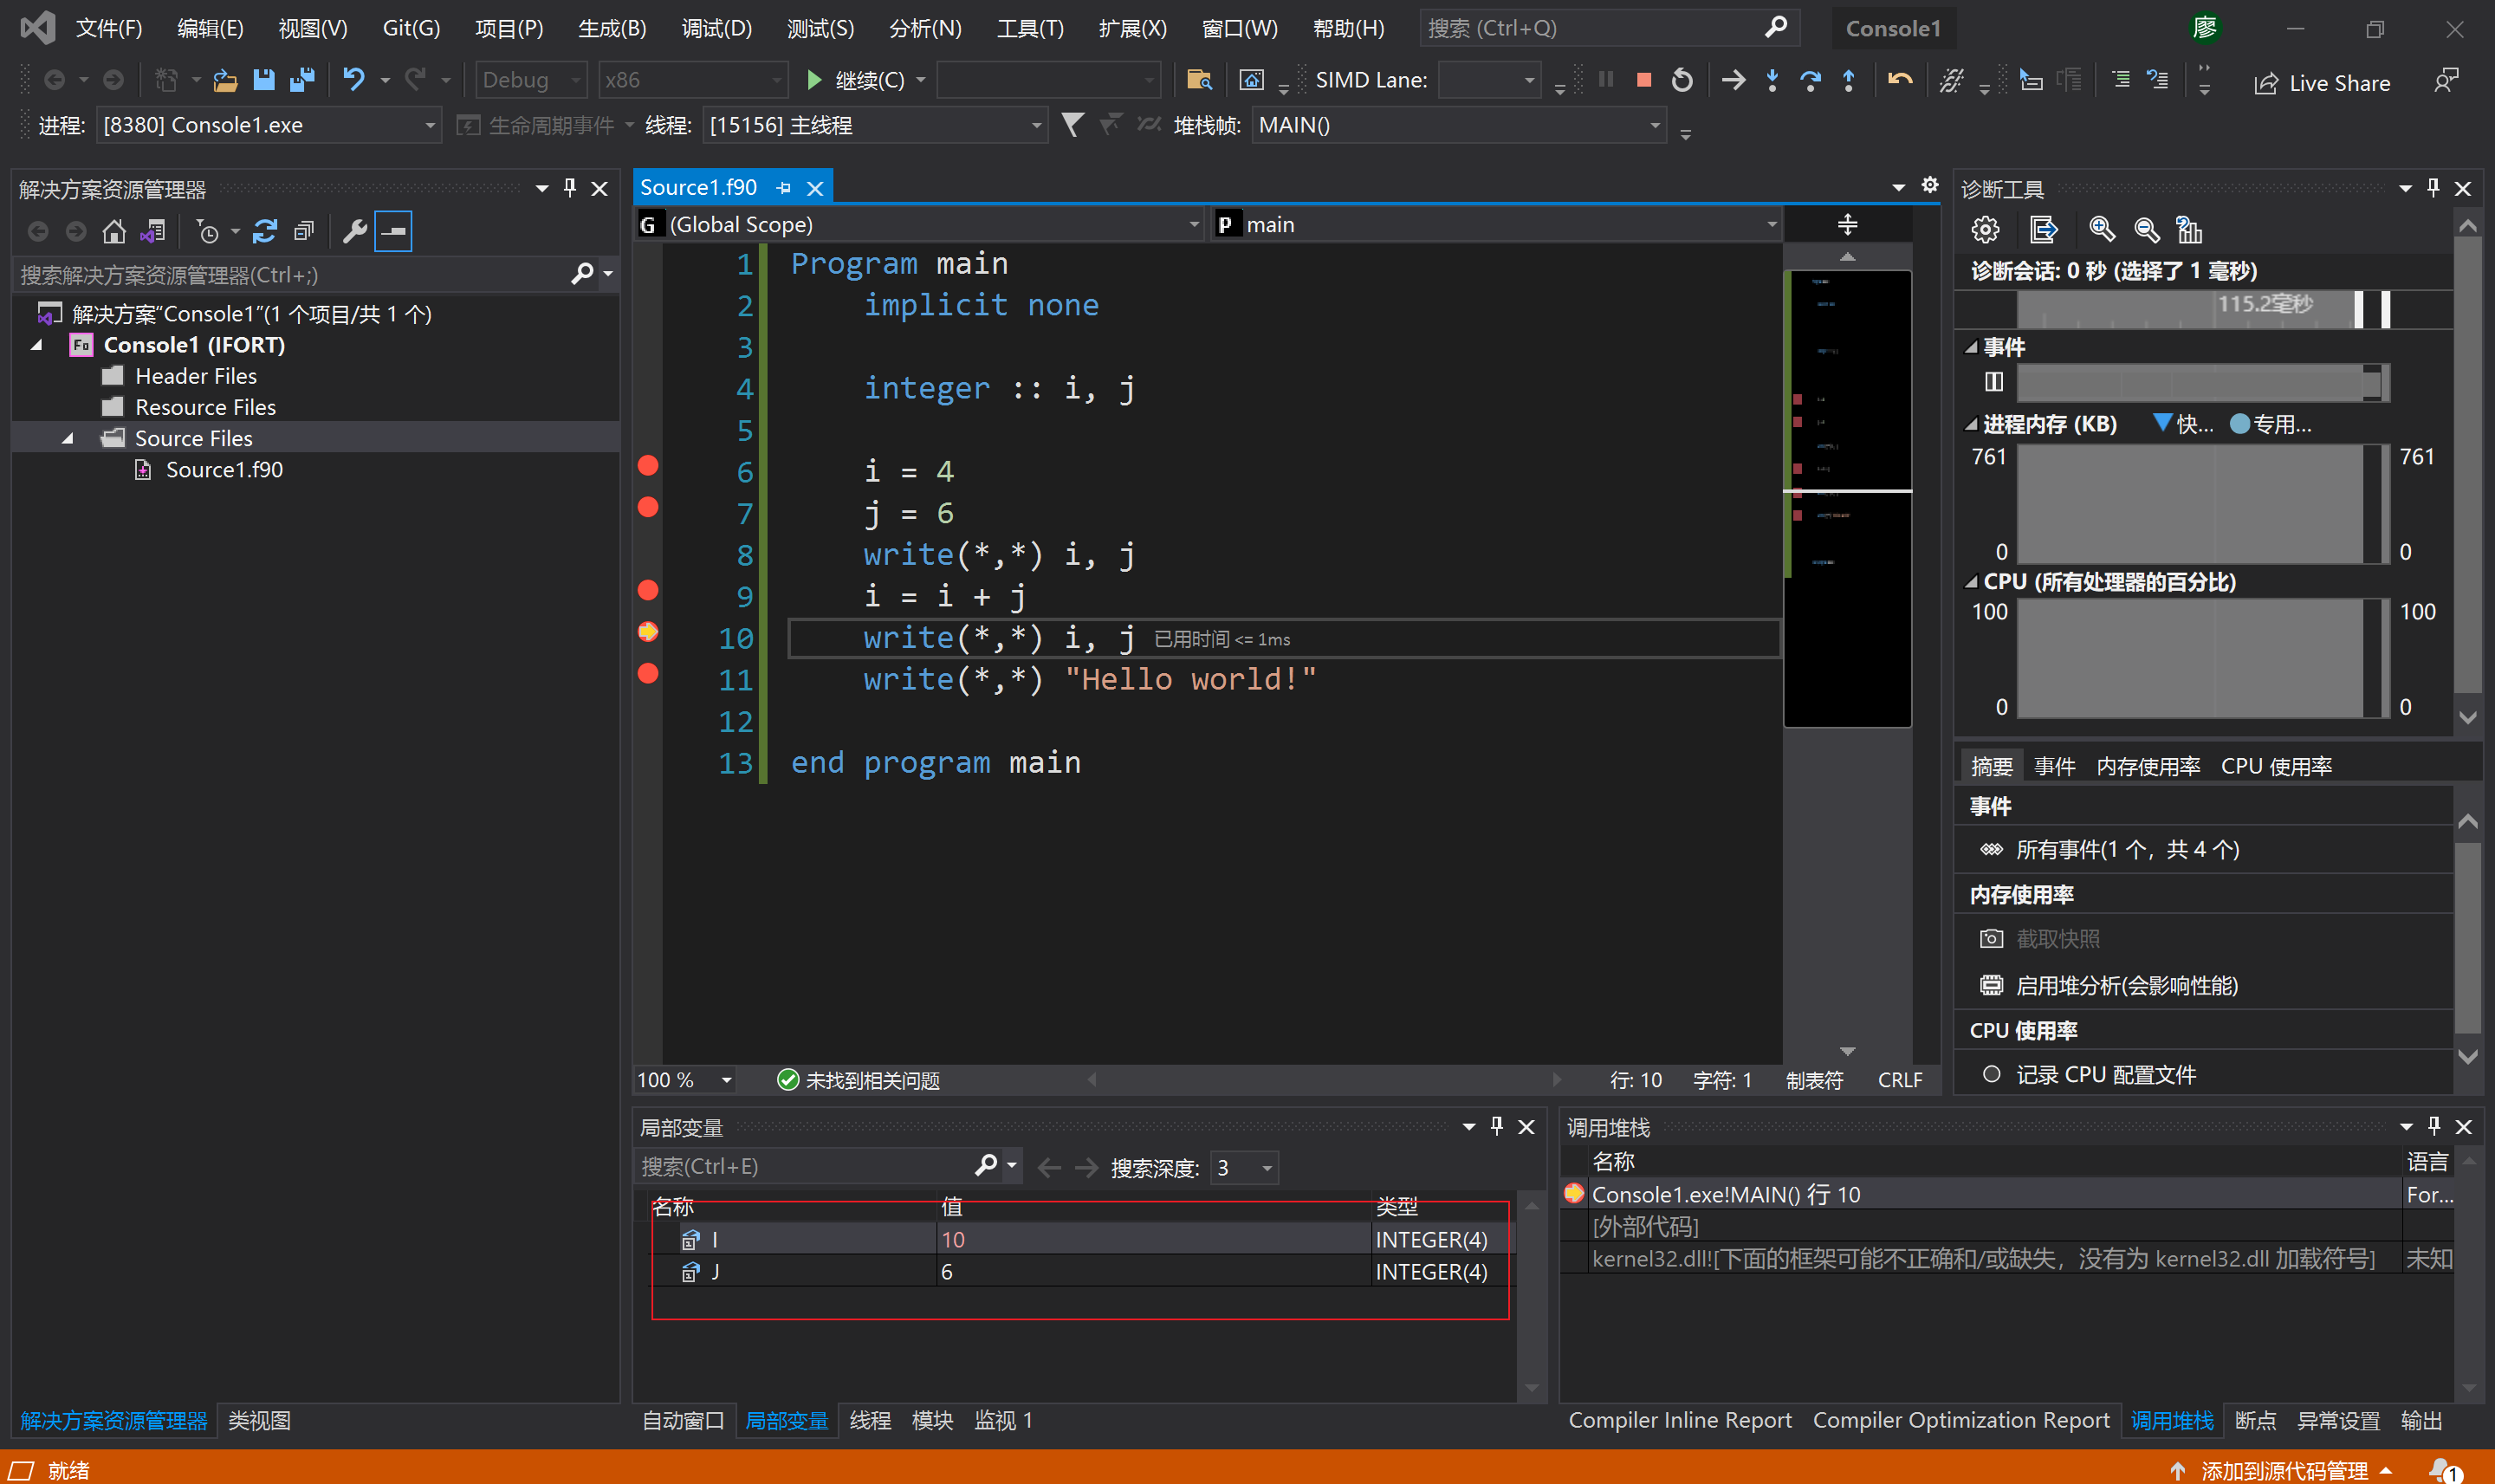 文件(F) 编辑(E) 视图(V) Git(G) 项目(P) 生成(B) 调试(D) 测试(S) 分析(N) 工具(T) 扩展(X) 窗口(W) 帮助(H) 搜索 (Ctrl+Q) Console1 廖
Debug x86 继续(C) SIMD Lane: Live Share
进程: [8380] Console1.exe 生命周期事件 线程: [15156] 主线程 堆栈帧: MAIN()
解决方案资源管理器
搜索解决方案资源管理器(Ctrl+;)
解决方案“Console1”(1 个项目/共 1 个)
Console1 (IFORT)
Header Files
Resource Files
Source Files
Source1.f90
解决方案资源管理器 类视图
Source1.f90
G (Global Scope) P main
1 Program main
2 implicit none
3
4 integer :: i, j
5
6 i = 4
7 j = 6
8 write(*,*) i, j
9 i = i + j
10 write(*,*) i, j 已用时间 <= 1ms
11 write(*,*) "Hello world!"
12
13 end program main
100 % 未找到相关问题 行: 10 字符: 1 制表符 CRLF
诊断工具
诊断会话: 0 秒 (选择了 1 毫秒)
115.2毫秒
事件
进程内存 (KB) 快... 专用...
761 761
0 0
CPU (所有处理器的百分比)
100 100
0 0
摘要 事件 内存使用率 CPU 使用率
事件
所有事件(1 个，共 4 个)
内存使用率
截取快照
启用堆分析(会影响性能)
CPU 使用率
记录 CPU 配置文件
局部变量
搜索(Ctrl+E) 搜索深度: 3
名称 值 类型
I 10 INTEGER(4)
J 6 INTEGER(4)
自动窗口 局部变量 线程 模块 监视 1
调用堆栈
名称 语言
Console1.exe!MAIN() 行 10 For...
[外部代码]
kernel32.dll![下面的框架可能不正确和/或缺失，没有为 kernel32.dll 加载符号] 未知
Compiler Inline Report Compiler Optimization Report 调用堆栈 断点 异常设置 输出
就绪 添加到源代码管理 1